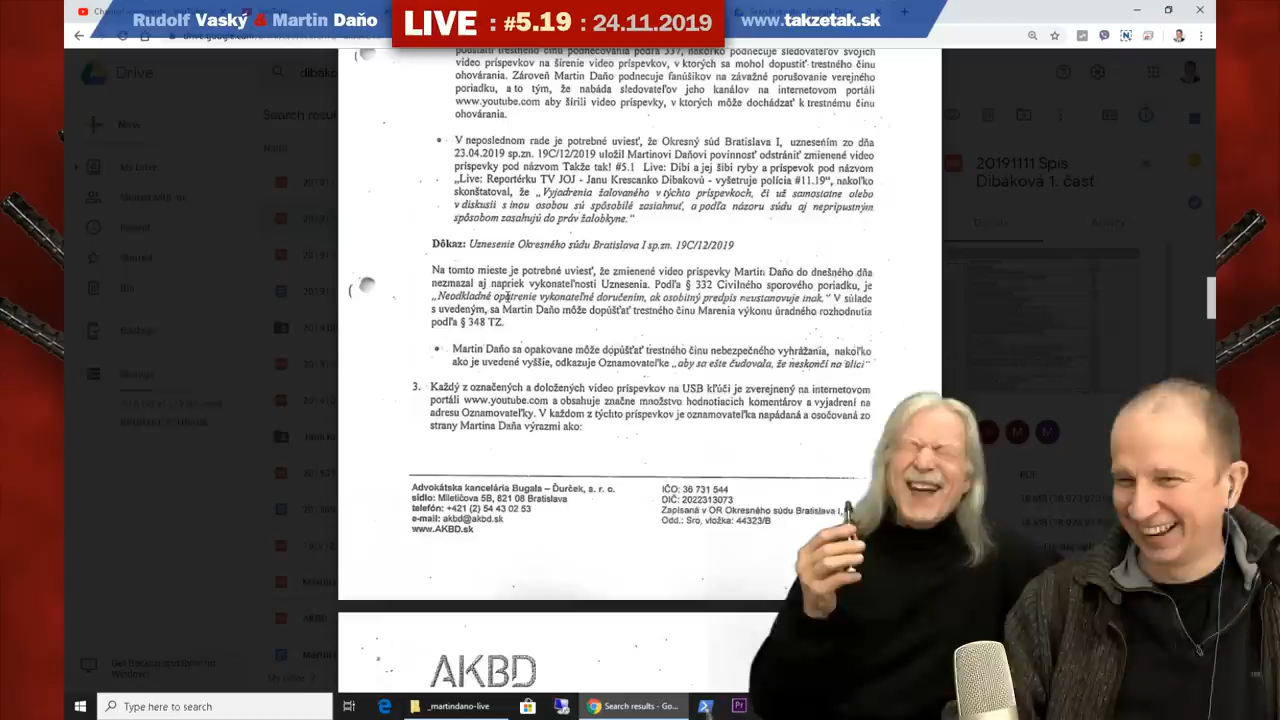 Rudolf Vaský & Martin Daňo
LIVE : #5.19 : 24.11.2019
www.takzetak.sk
Drive
New
Search results
20191111 Spis
Dibáková 1. časť
video príspevkov na šírenie video príspevkov, v ktorých sa mohol dopustiť trestného činu
ohovárania. Zároveň Martin Daňo podnecuje fanúšikov na závažné porušovanie verejného
poriadku, a to tým, že nabáda sledovateľov jeho kanálov na internetovom portáli
www.youtube.com aby šírili video príspevky, v ktorých môže dochádzať k trestnému činu
ohovárania.
• V neposlednom rade je potrebné uviesť, že Okresný súd Bratislava I, uznesením zo dňa
23.04.2019 sp.zn. 19C/12/2019 uložil Martinovi Daňovi povinnosť odstrániť zmienené video
príspevky pod názvom Takže tak! #5.1 Live: Dibi a jej šibi ryby a príspevok pod názvom
„Live: Reportérku TV JOJ - Janu Krescanko Dibakovú - vyšetruje polícia #11.19", nakoľko
skonštatoval, že „Vyjadrenia žalovaného v týchto príspevkoch, či už samostatne alebo
v diskusii s inou osobou sú spôsobilé zasiahnuť, a podľa názoru súdu aj neprípustným
spôsobom zasahujú do práv žalobkyne."
Dôkaz: Uznesenie Okresného súdu Bratislava I sp.zn. 19C/12/2019
Na tomto mieste je potrebné uviesť, že zmienené video príspevky Martin Daňo do dnešného dňa
nezmazal aj napriek vykonateľnosti Uznesenia. Podľa § 332 Civilného sporového poriadku, je
„Neodkladné opatrenie vykonateľné doručením, ak osobitný predpis neustanovuje inak." V súlade
s uvedeným, sa Martin Daňo môže dopúšťať trestného činu Marenia výkonu úradného rozhodnutia
podľa § 348 TZ.
• Martin Daňo sa opakovane môže dopúšťať trestného činu nebezpečného vyhrážania, nakoľko
ako je uvedené vyššie, odkazuje Oznamovateľke „aby sa ešte čudovala, že neskončí na ulici"
3. Každý z označených a doložených video príspevkov na USB kľúči je zverejnený na internetovom
portáli www.youtube.com a obsahuje značne množstvo hodnotiacich komentárov a vyjadrení na
adresu Oznamovateľky. V každom z týchto príspevkov je oznamovateľka napádaná a osočovaná zo
strany Martina Daňa výrazmi ako:
Advokátska kancelária Bugala – Ďurček, s. r. o.
sídlo: Miletičova 5B, 821 08 Bratislava
telefón: +421 (2) 54 43 02 53
e-mail: akbd@akbd.sk
www.AKBD.sk
IČO: 36 731 544
DIČ: 2022313073
Zapísaná v OR Okresného súdu Bratislava I,
Odd.: Sro, vložka: 44323/B
AKBD
Type here to search
_martindano-live
Search results - Go...